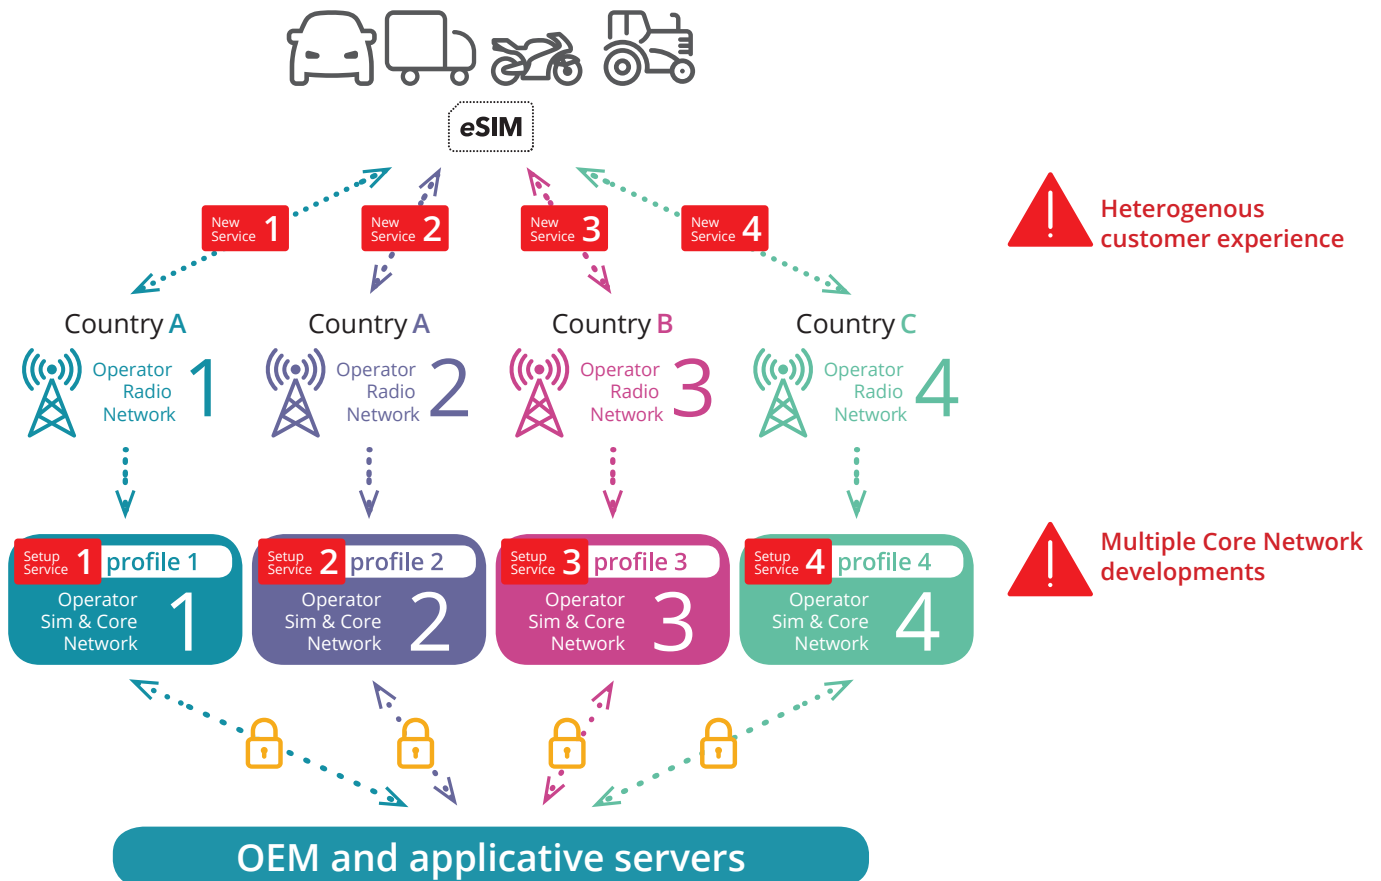 eSIM
New
Service 1
New
Service 2
New
Service 3
New
Service 4
Heterogenous
customer experience
Country A
Operator
Radio
Network 1
Country A
Operator
Radio
Network 2
Country B
Operator
Radio
Network 3
Country C
Operator
Radio
Network 4
Setup
Service 1 profile 1
Operator
Sim & Core
Network 1
Setup
Service 2 profile 2
Operator
Sim & Core
Network 2
Setup
Service 3 profile 3
Operator
Sim & Core
Network 3
Setup
Service 4 profile 4
Operator
Sim & Core
Network 4
Multiple Core Network
developments
OEM and applicative servers